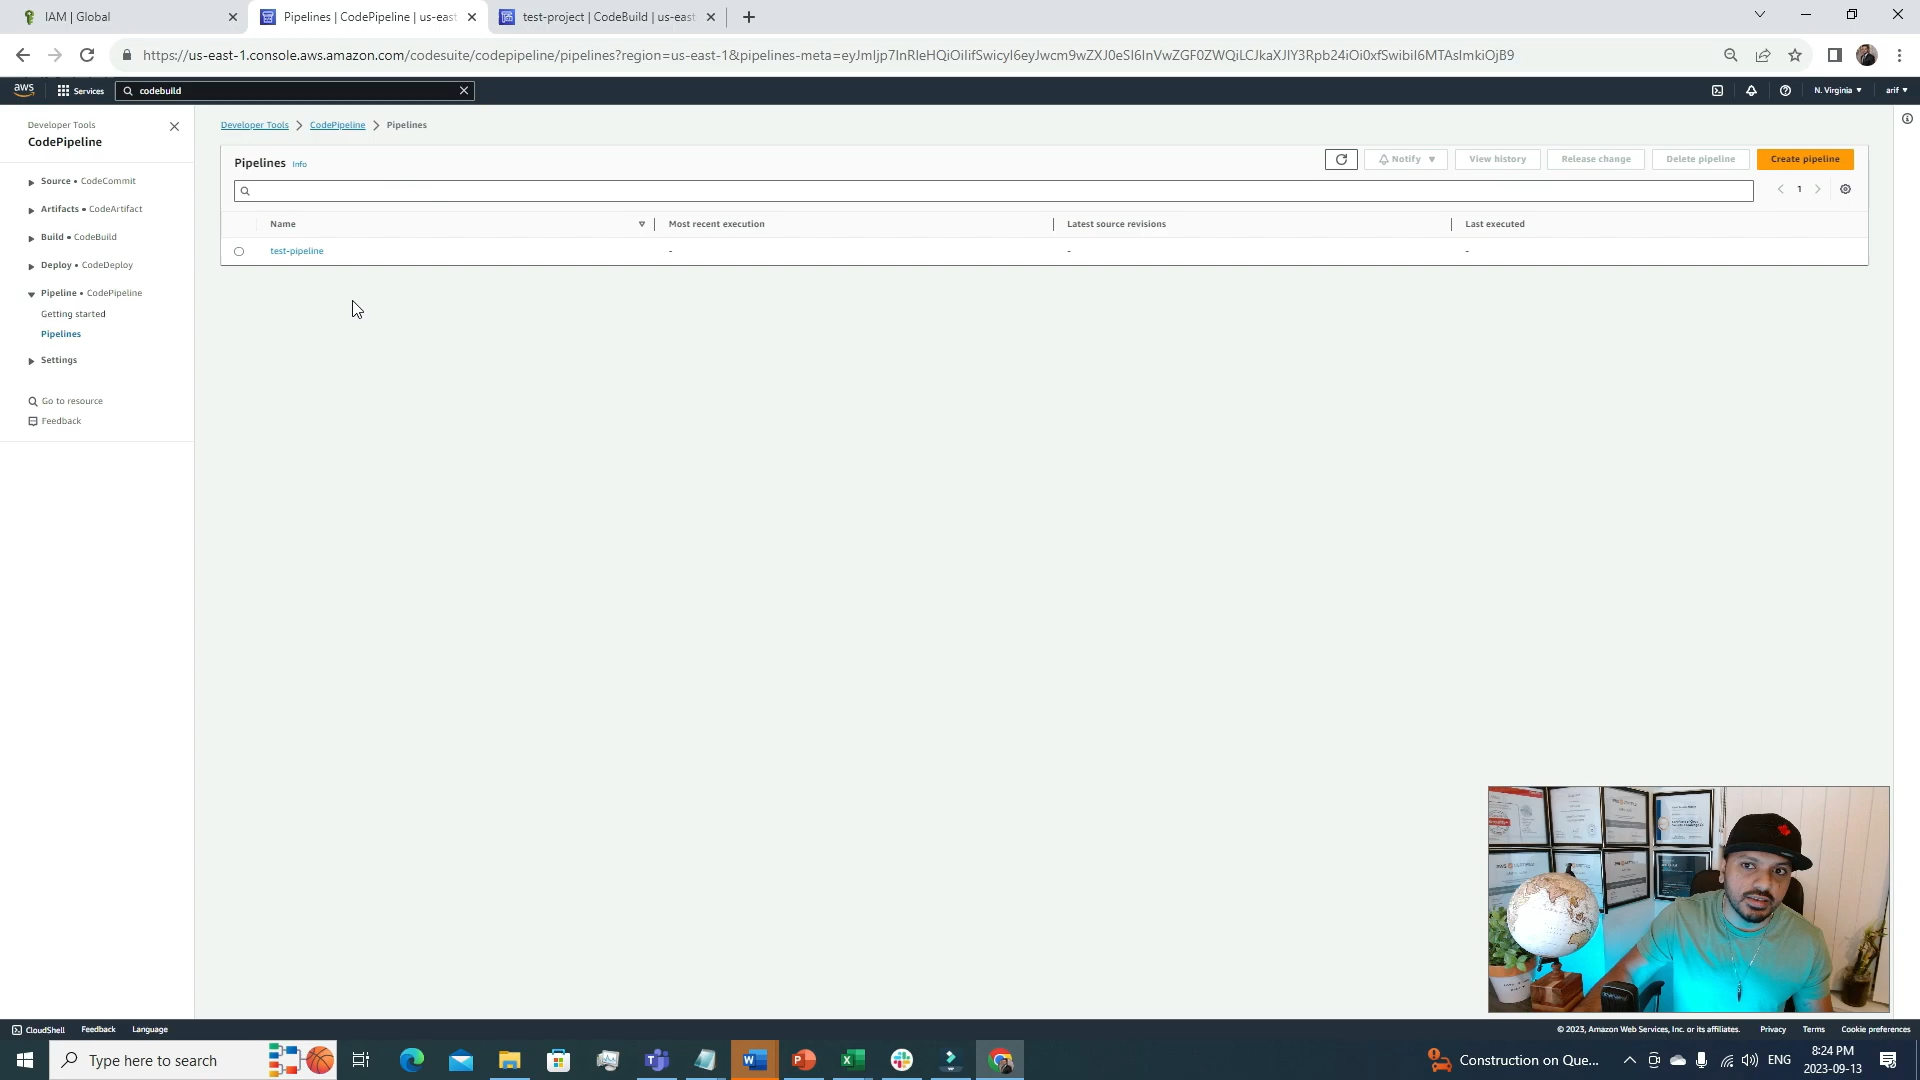 IAM | Global
Pipelines | CodePipeline | us-east
test-project | CodeBuild | us-east
https://us-east-1.console.aws.amazon.com/codesuite/codepipeline/pipelines?region=us-east-1&pipelines-meta=
aws
Services
codebuild
N. Virginia
arif
Developer Tools
CodePipeline
Source • CodeCommit
Artifacts • CodeArtifact
Build • CodeBuild
Deploy • CodeDeploy
Pipeline • CodePipeline
Getting started
Pipelines
Settings
Go to resource
Feedback
Developer Tools > CodePipeline > Pipelines
Pipelines Info
Notify
View history
Release change
Delete pipeline
Create pipeline
1
Name
Most recent execution
Latest source revisions
Last executed
test-pipeline
-
-
-
CloudShell
Feedback
Language
© 2023, Amazon Web Services, Inc. or its affiliates.
Privacy
Terms
Cookie preferences
Type here to search
Construction on Que...
ENG
8:24 PM
2023-09-13